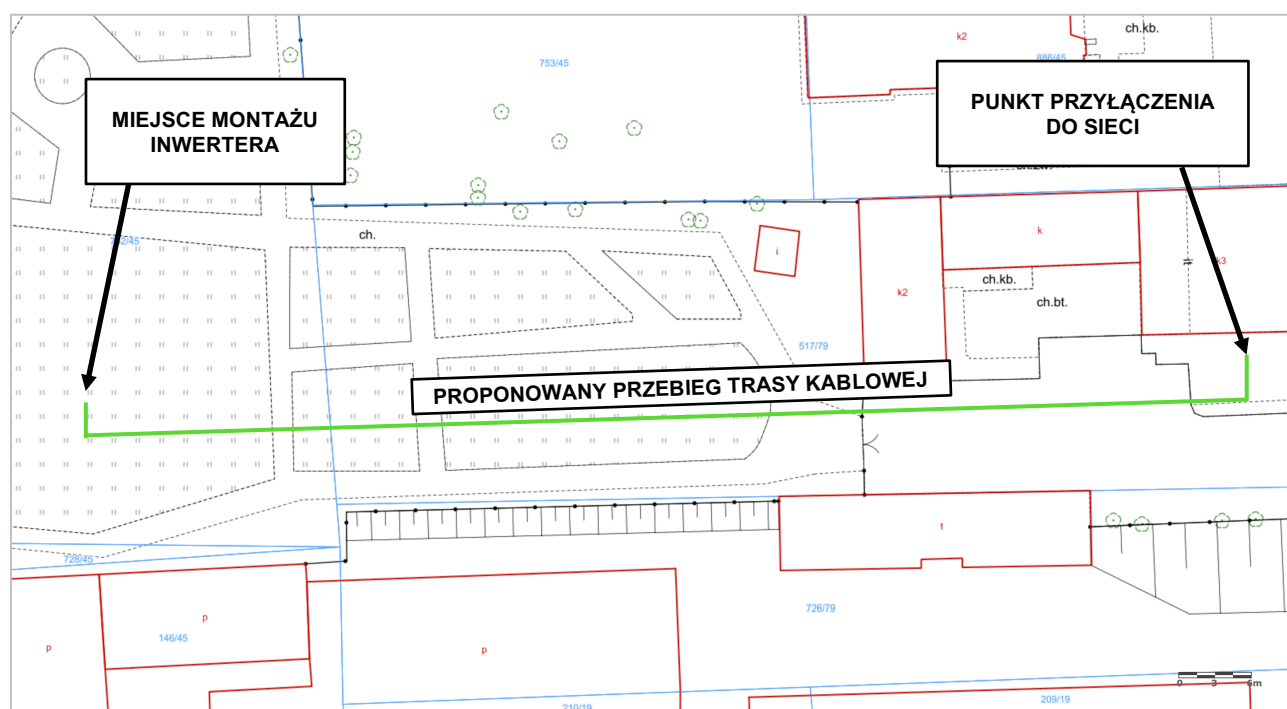 ch.kb.
k2
753/45
886/45
MIEJSCE MONTAŻU
INWERTERA
PUNKT PRZYŁĄCZENIA
DO SIECI
ch.
k
i
k3
ch.kb.
k2
ch.bt.
517/79
PROPONOWANY PRZEBIEG TRASY KABLOWEJ
t
728/45
p
726/79
146/45
p
p
0 3 6m
210/19
209/19